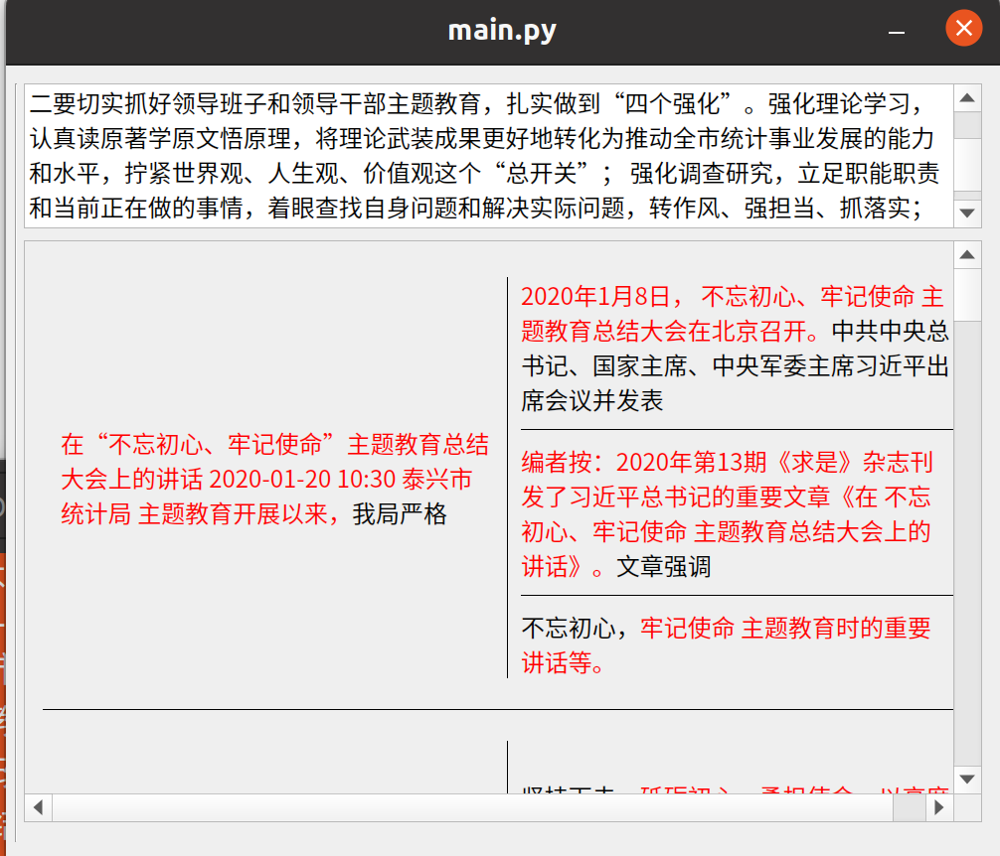 main.py
二要切实抓好领导班子和领导干部主题教育，扎实做到“四个强化”。强化理论学习，
认真读原著学原文悟原理，将理论武装成果更好地转化为推动全市统计事业发展的能力
和水平，拧紧世界观、人生观、价值观这个“总开关”； 强化调查研究，立足职能职责
和当前正在做的事情，着眼查找自身问题和解决实际问题，转作风、强担当、抓落实；
在“不忘初心、牢记使命”主题教育总结
大会上的讲话 2020-01-20 10:30 泰兴市
统计局 主题教育开展以来，我局严格
2020年1月8日， 不忘初心、牢记使命 主
题教育总结大会在北京召开。中共中央总
书记、国家主席、中央军委主席习近平出
席会议并发表
编者按：2020年第13期《求是》杂志刊
发了习近平总书记的重要文章《在 不忘
初心、牢记使命 主题教育总结大会上的
讲话》。文章强调
不忘初心，牢记使命 主题教育时的重要
讲话等。